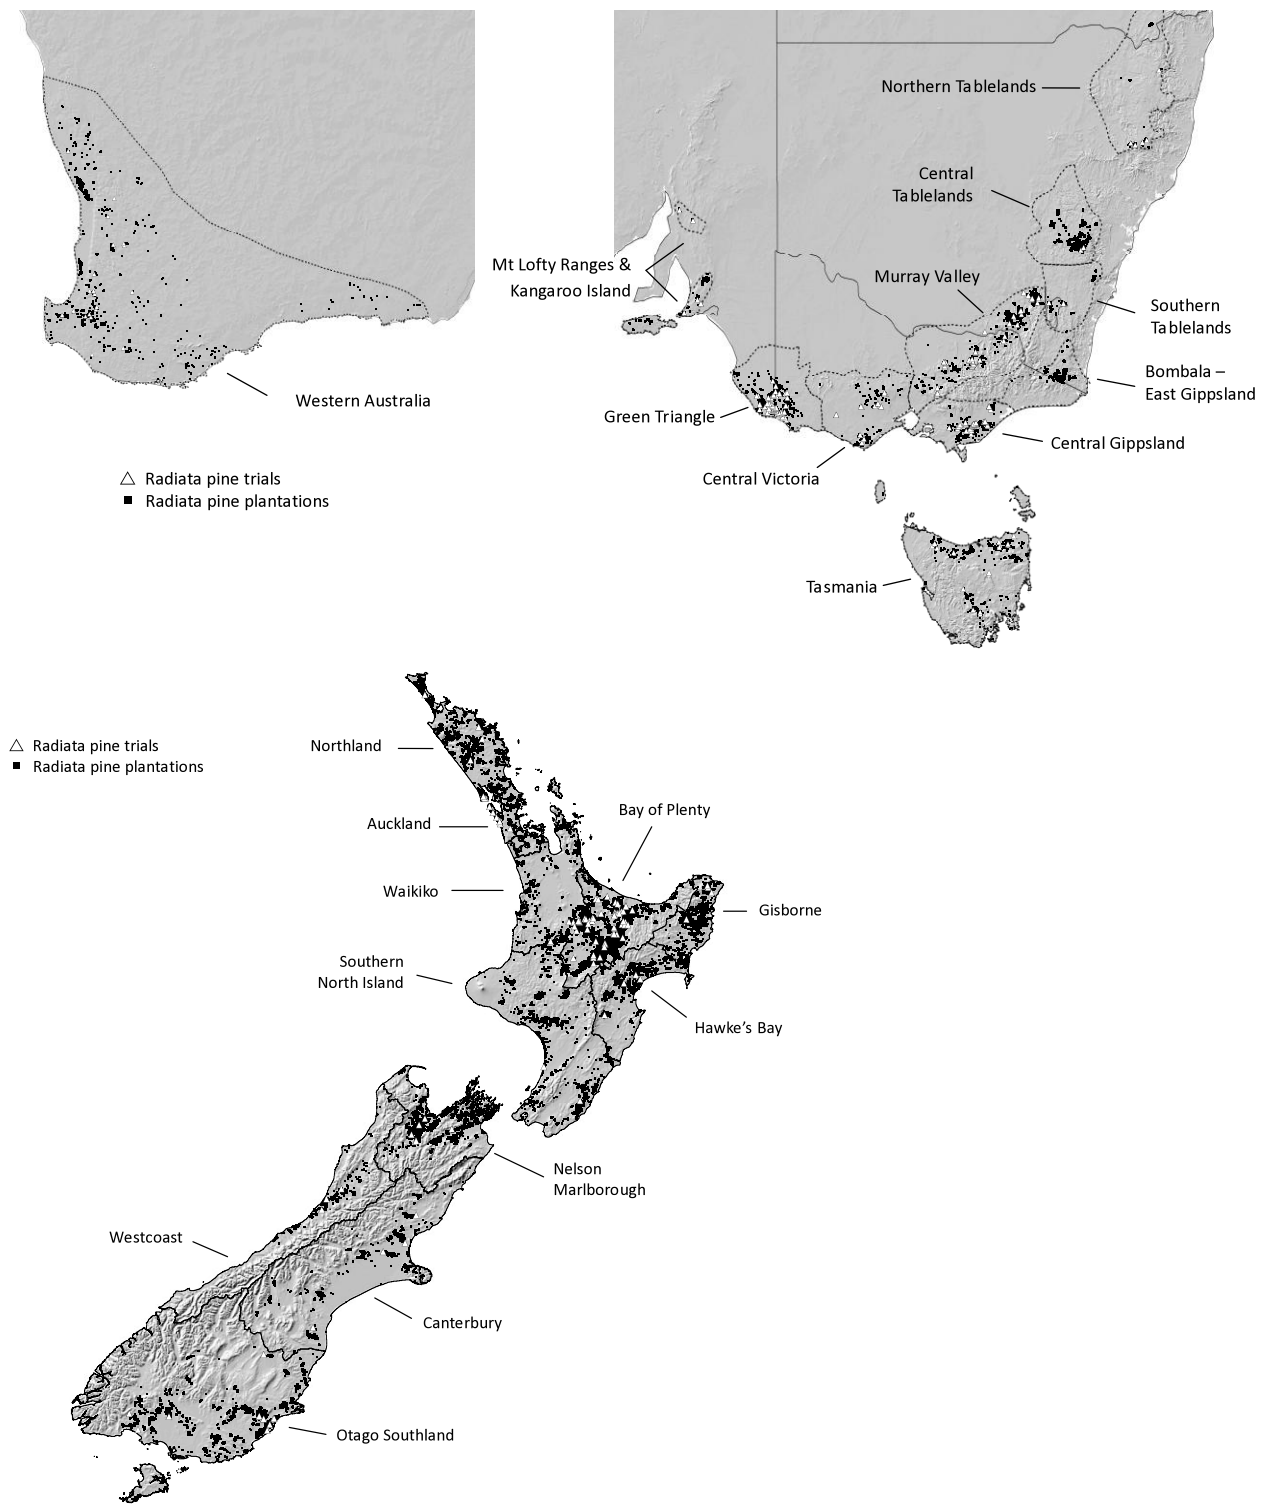 Northern Tablelands
Central
Tablelands
Mt Lofty Ranges &
Kangaroo Island
Murray Valley
Southern
Tablelands
Bombala –
East Gippsland
Western Australia
Green Triangle
Central Gippsland
Central Victoria
Radiata pine trials
Radiata pine plantations
Tasmania
Radiata pine trials
Radiata pine plantations
Northland
Auckland
Bay of Plenty
Waikiko
Gisborne
Southern
North Island
Hawke's Bay
Nelson
Marlborough
Westcoast
Canterbury
Otago Southland